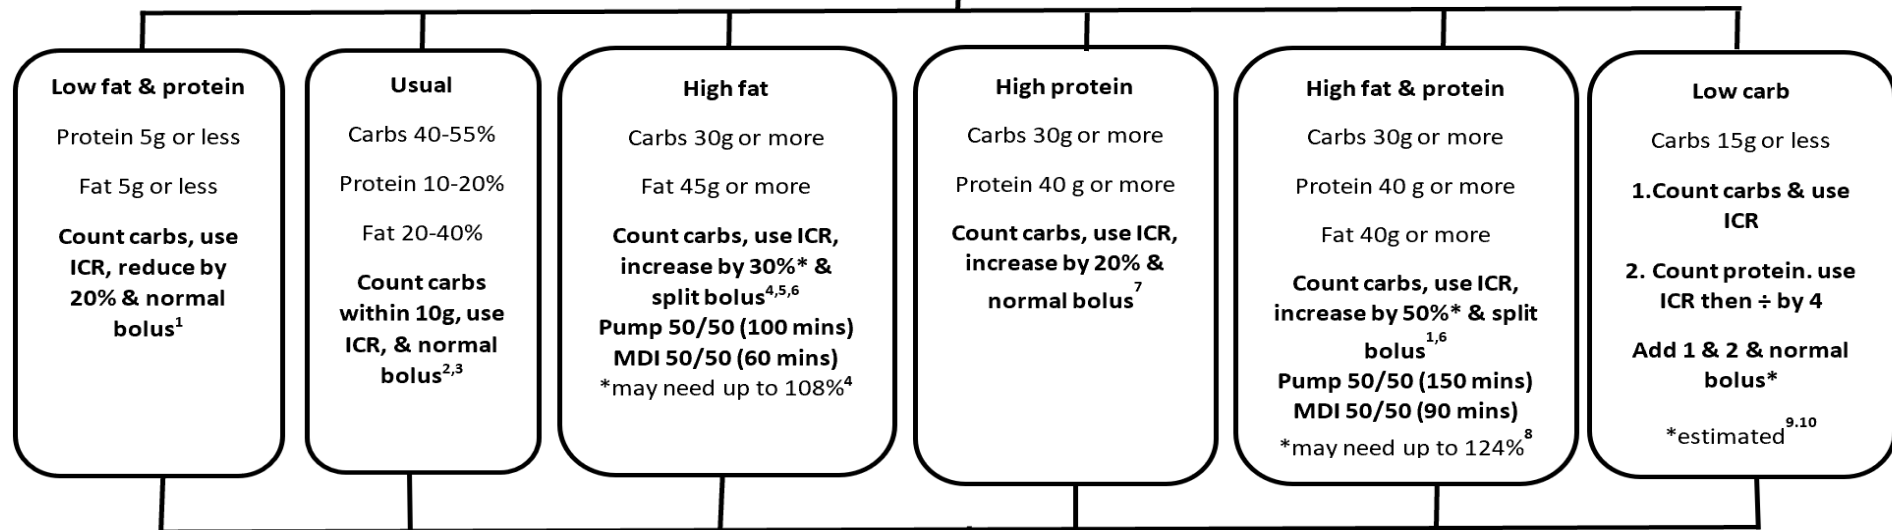 Low fat & protein
Protein 5g or less
Fat 5g or less
Count carbs, use
ICR, reduce by
20% & normal
bolus1
Usual
Carbs 40-55%
Protein 10-20%
Fat 20-40%
Count carbs
within 10g, use
ICR, & normal
bolus2,3
High fat
Carbs 30g or more
Fat 45g or more
Count carbs, use ICR,
increase by 30%* &
split bolus4,5,6
Pump 50/50 (100 mins)
MDI 50/50 (60 mins)
*may need up to 108%4
High protein
Carbs 30g or more
Protein 40 g or more
Count carbs, use ICR,
increase by 20% &
normal bolus7
High fat & protein
Carbs 30g or more
Protein 40 g or more
Fat 40g or more
Count carbs, use ICR,
increase by 50%* & split
bolus1,6
Pump 50/50 (150 mins)
MDI 50/50 (90 mins)
*may need up to 124%8
Low carb
Carbs 15g or less
1.Count carbs & use
ICR
2. Count protein. use
ICR then ÷ by 4
Add 1 & 2 & normal
bolus*
*estimated9.10